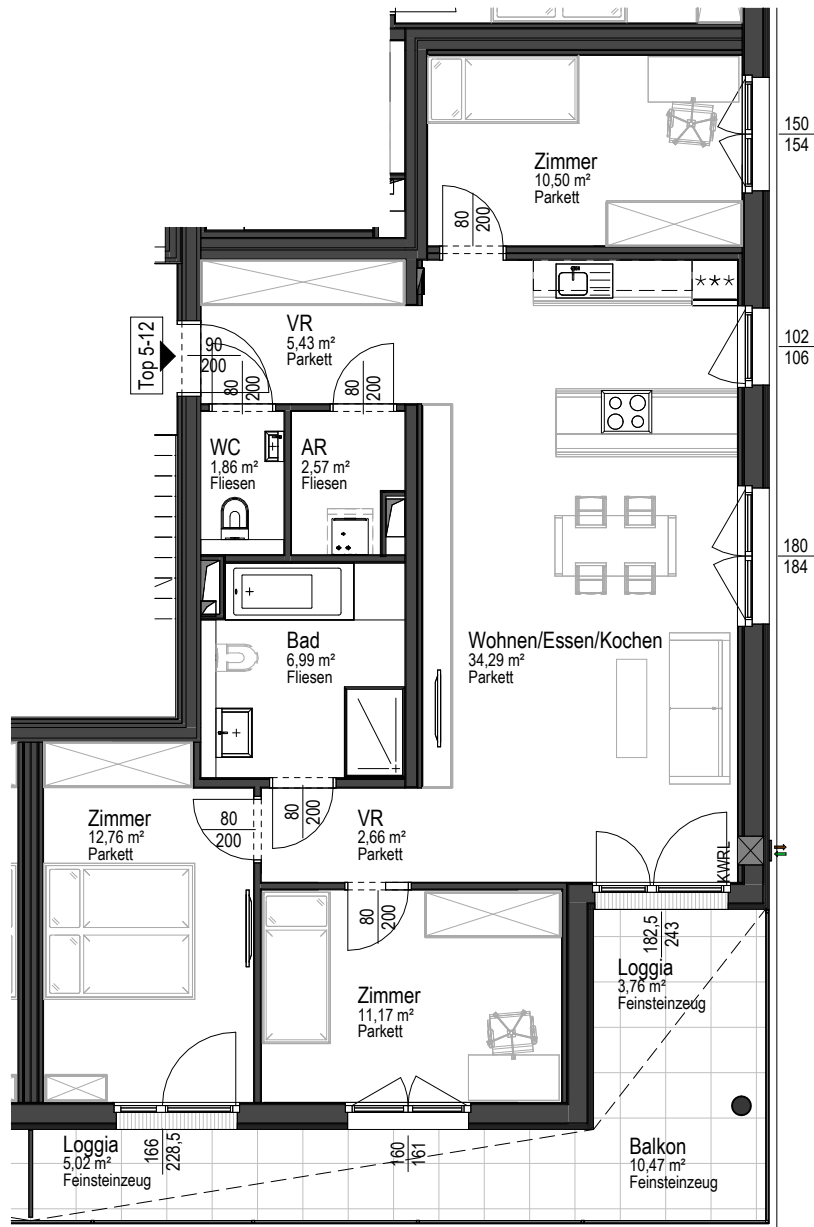 150
154
Zimmer
10,50 m²
Parkett
80
200
***
VR
5,43 m²
Parkett
Top 5-12
90
200
80
200
80
200
102
106
WC
1,86 m²
Fliesen
AR
2,57 m²
Fliesen
180
184
Bad
6,99 m²
Fliesen
Wohnen/Essen/Kochen
34,29 m²
Parkett
Zimmer
12,76 m²
Parkett
80
200
80
200
VR
2,66 m²
Parkett
KWRL
80
200
182,5
243
Loggia
3,76 m²
Feinsteinzeug
Zimmer
11,17 m²
Parkett
Loggia
5,02 m²
Feinsteinzeug
166
228,5
160
161
Balkon
10,47 m²
Feinsteinzeug